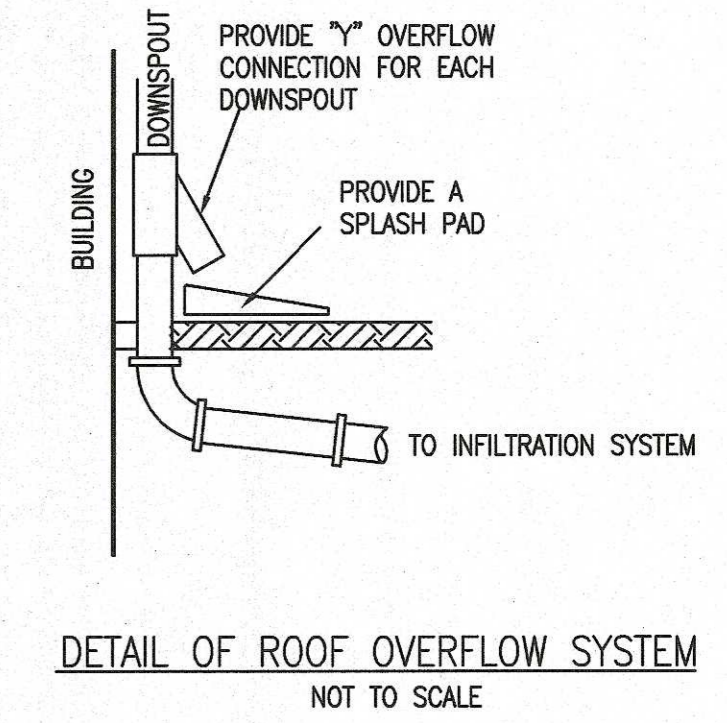 DOWNSPOUT
PROVIDE "Y" OVERFLOW
CONNECTION FOR EACH
DOWNSPOUT
BUILDING
PROVIDE A
SPLASH PAD
TO INFILTRATION SYSTEM
DETAIL OF ROOF OVERFLOW SYSTEM
NOT TO SCALE